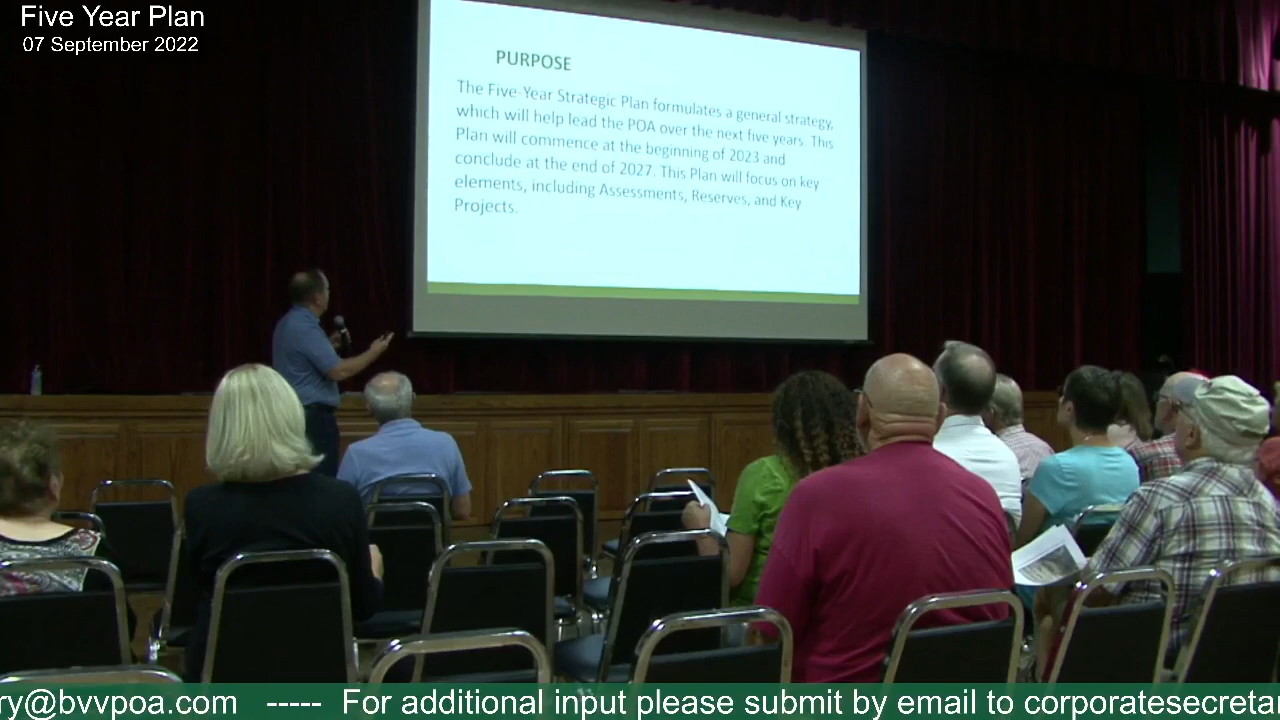 Five Year Plan
07 September 2022
PURPOSE
The Five-Year Strategic Plan formulates a general strategy,
which will help lead the POA over the next five years. This
Plan will commence at the beginning of 2023 and
conclude at the end of 2027. This Plan will focus on key
elements, including Assessments, Reserves, and Key
Projects.
ry@bvvpoa.com ----- For additional input please submit by email to corporatesecreta